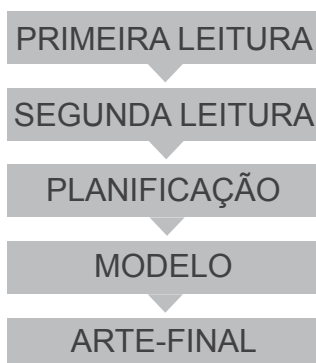 PRIMEIRA LEITURA
SEGUNDA LEITURA
PLANIFICAÇÃO
MODELO
ARTE-FINAL